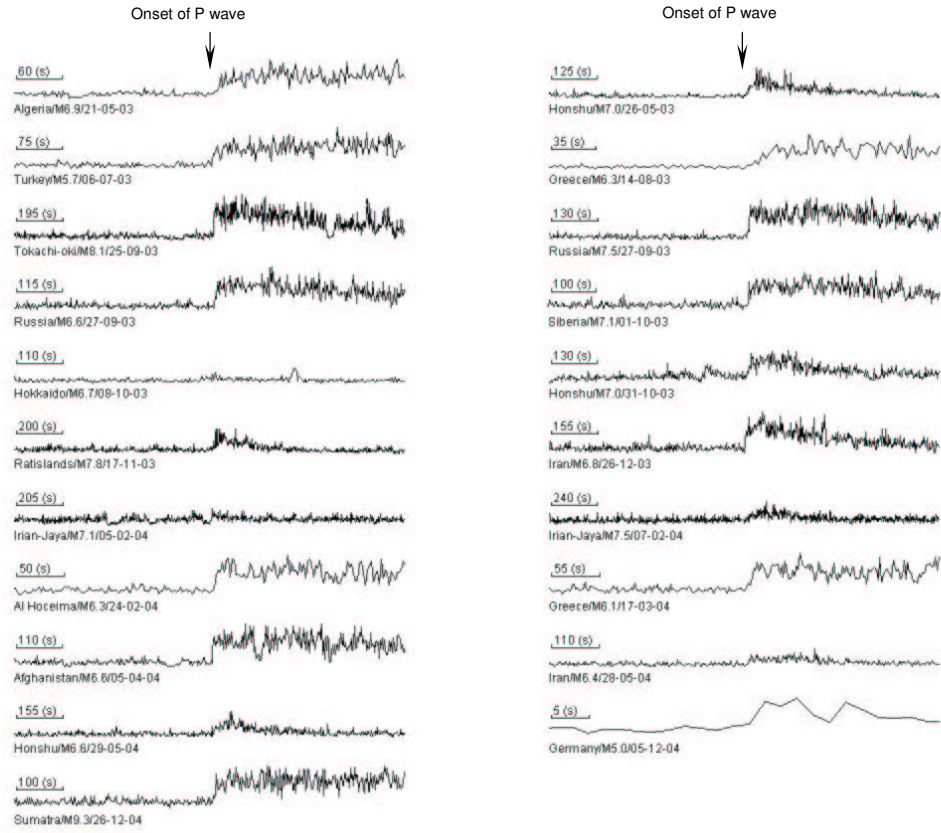 Onset of P wave
60 (s)
Algeria/M6.9/21-05-03
75 (s)
Turkey/M5.7/06-07-03
195 (s)
Tokachi-oki/M8.1/25-09-03
115 (s)
Russia/M6.6/27-09-03
110 (s)
Hokkaido/M6.7/08-10-03
200 (s)
Ratislands/M7.8/17-11-03
205 (s)
Irian-Jaya/M7.1/05-02-04
50 (s)
Al Hoceima/M6.3/24-02-04
110 (s)
Afghanistan/M6.6/05-04-04
155 (s)
Honshu/M6.6/29-05-04
100 (s)
Sumatra/M9.3/26-12-04
Onset of P wave
125 (s)
Honshu/M7.0/26-05-03
35 (s)
Greece/M6.3/14-08-03
130 (s)
Russia/M7.5/27-09-03
100 (s)
Siberia/M7.1/01-10-03
130 (s)
Honshu/M7.0/31-10-03
155 (s)
Iran/M6.8/26-12-03
240 (s)
Irian-Jaya/M7.5/07-02-04
55 (s)
Greece/M6.1/17-03-04
110 (s)
Iran/M6.4/28-05-04
5 (s)
Germany/M5.0/05-12-04